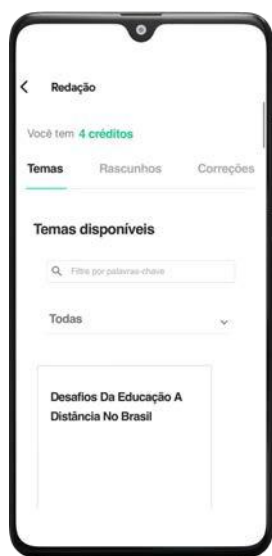 Redação
Você tem 4 créditos
Temas Rascunhos Correções
Temas disponíveis
Filtre por palavras-chave
Todas
Desafios Da Educação A
Distância No Brasil